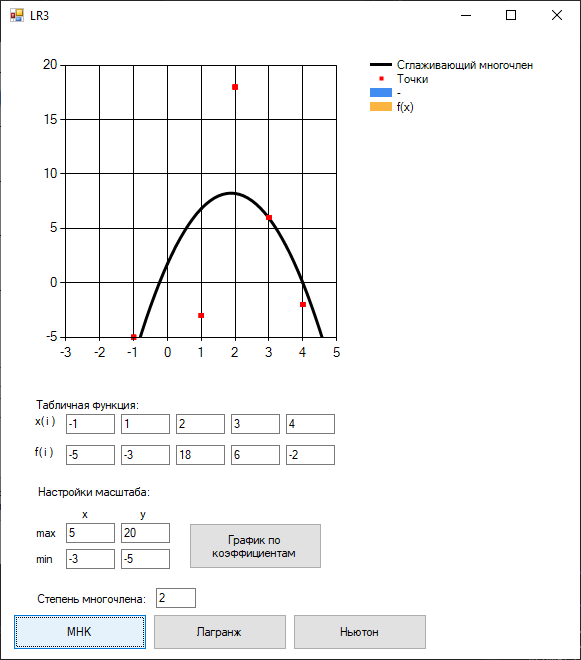 LR3
20
15
10
5
0
-5
-3 -2 -1 0 1 2 3 4 5
Сглаживающий многочлен
Точки
-
f(x)
Табличная функция:
x(i) -1 1 2 3 4
f(i) -5 -3 18 6 -2
Настройки масштаба:
x y
max 5 20
min -3 -5
График по
коэффициентам
Степень многочлена: 2
МНК Лагранж Ньютон